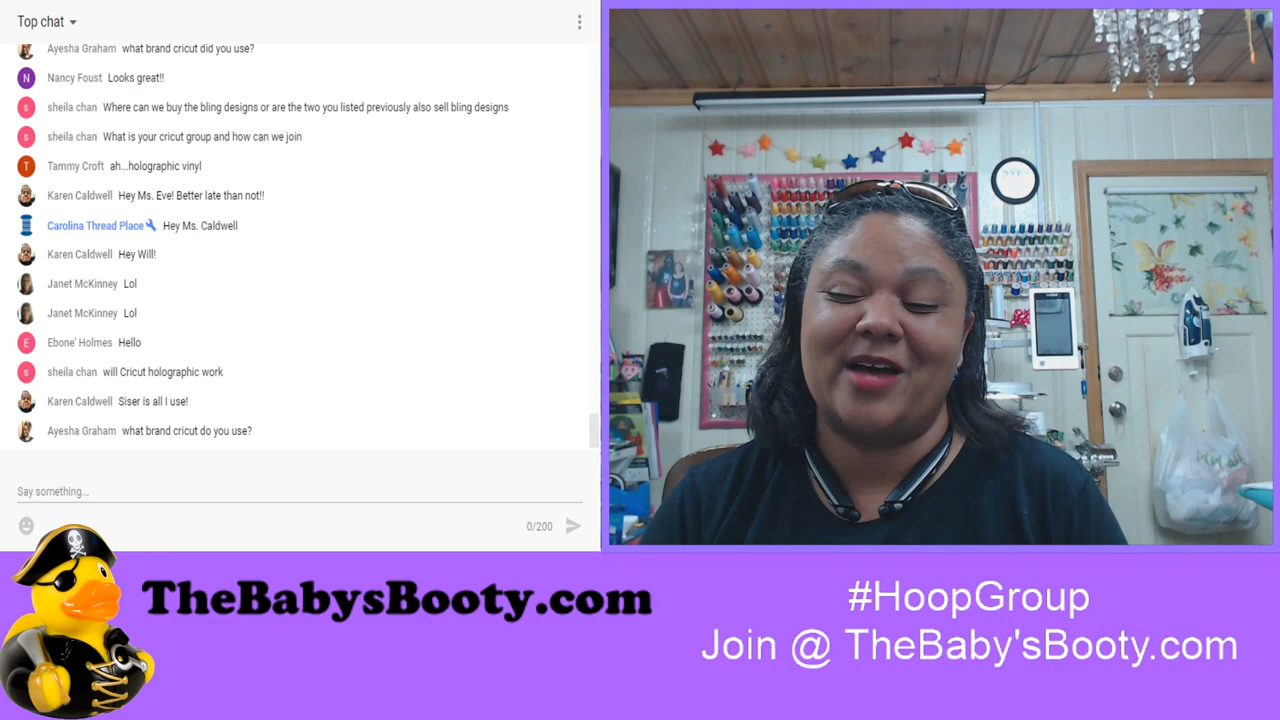 Top chat
Ayesha Graham what brand cricut did you use?
N Nancy Foust Looks great!!
s sheila chan Where can we buy the bling designs or are the two you listed previously also sell bling designs
s sheila chan What is your cricut group and how can we join
T Tammy Croft ah...holographic vinyl
Karen Caldwell Hey Ms. Eve! Better late than not!!
Carolina Thread Place Hey Ms. Caldwell
Karen Caldwell Hey Will!
Janet McKinney Lol
Janet McKinney Lol
E Ebone' Holmes Hello
s sheila chan will Cricut holographic work
Karen Caldwell Siser is all I use!
Ayesha Graham what brand cricut do you use?
Say something...
0/200
TheBabysBooty.com
#HoopGroup
Join @ TheBaby'sBooty.com